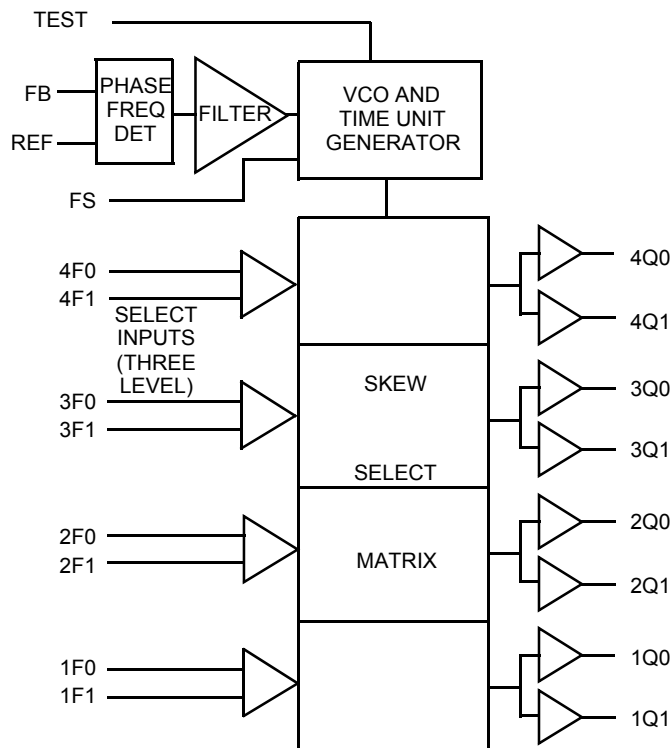 TEST
FB
REF
PHASE
FREQ
DET
FILTER
VCO AND
TIME UNIT
GENERATOR
FS
4F0
4F1
SELECT
INPUTS
(THREE
LEVEL)
3F0
3F1
2F0
2F1
1F0
1F1
SKEW
SELECT
MATRIX
4Q0
4Q1
3Q0
3Q1
2Q0
2Q1
1Q0
1Q1